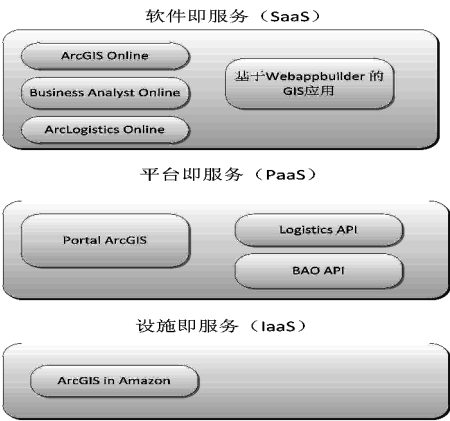 软件即服务（SaaS）
ArcGIS Online
Business Analyst Online
ArcLogistics Online
基于Webappbuilder 的
GIS应用
平台即服务（PaaS）
Portal ArcGIS
Logistics API
BAO API
设施即服务（IaaS）
ArcGIS in Amazon